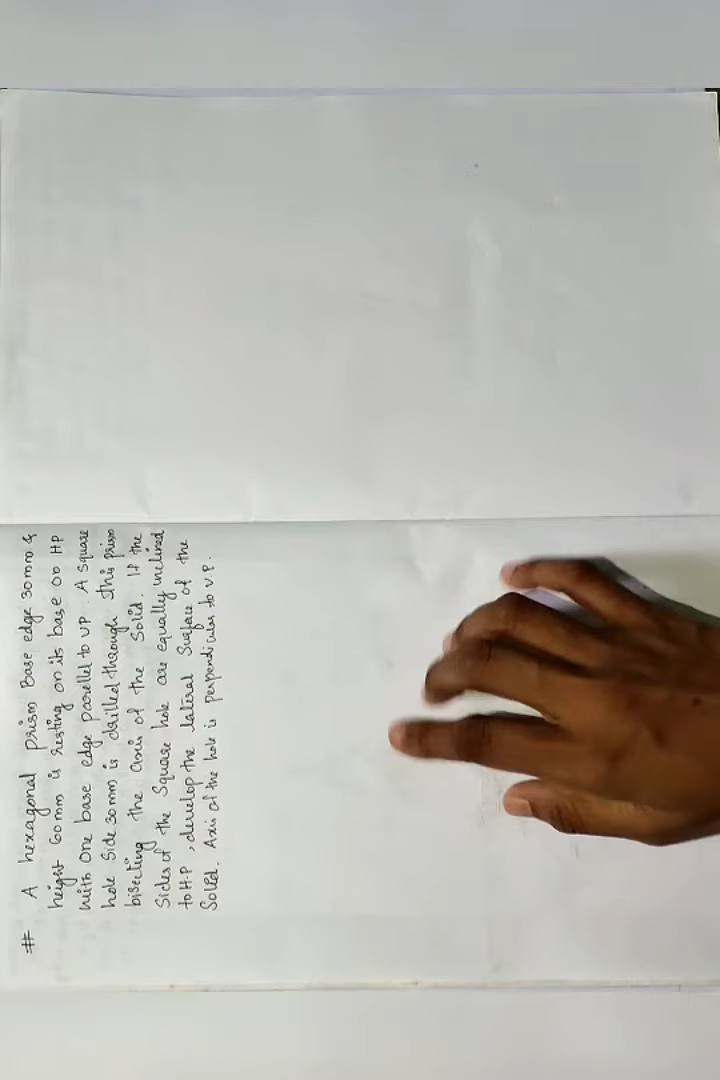 # A hexagonal prism Base edge 30mm &
height 60mm is resting on its base on HP
with one base edge parellel to VP. A square
hole Side 30mm is drilled through this prism
bisecting the axis of the Solid. If the
Sides of the Square hole are equally inclined
to H.P, develop the lateral Surface of the
Solid. Axis of the hole is perpendicular to V.P.